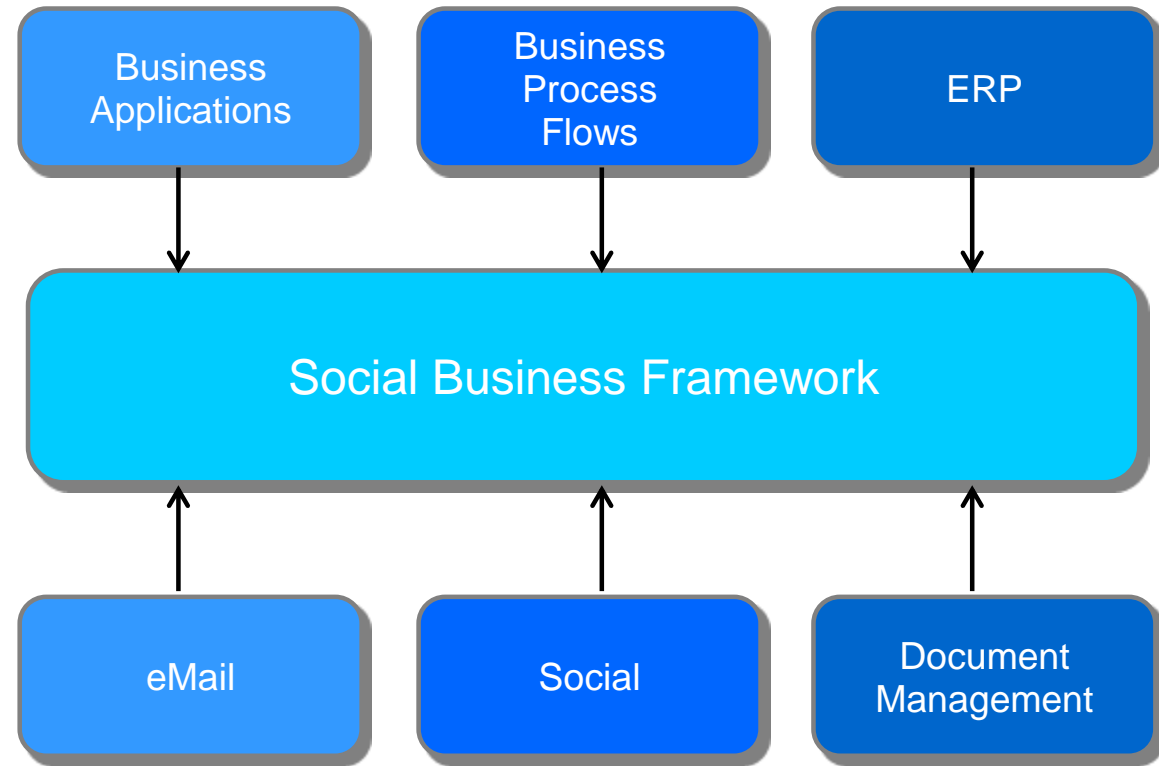 Business
Applications
Business
Process
Flows
ERP
Social Business Framework
eMail
Social
Document
Management